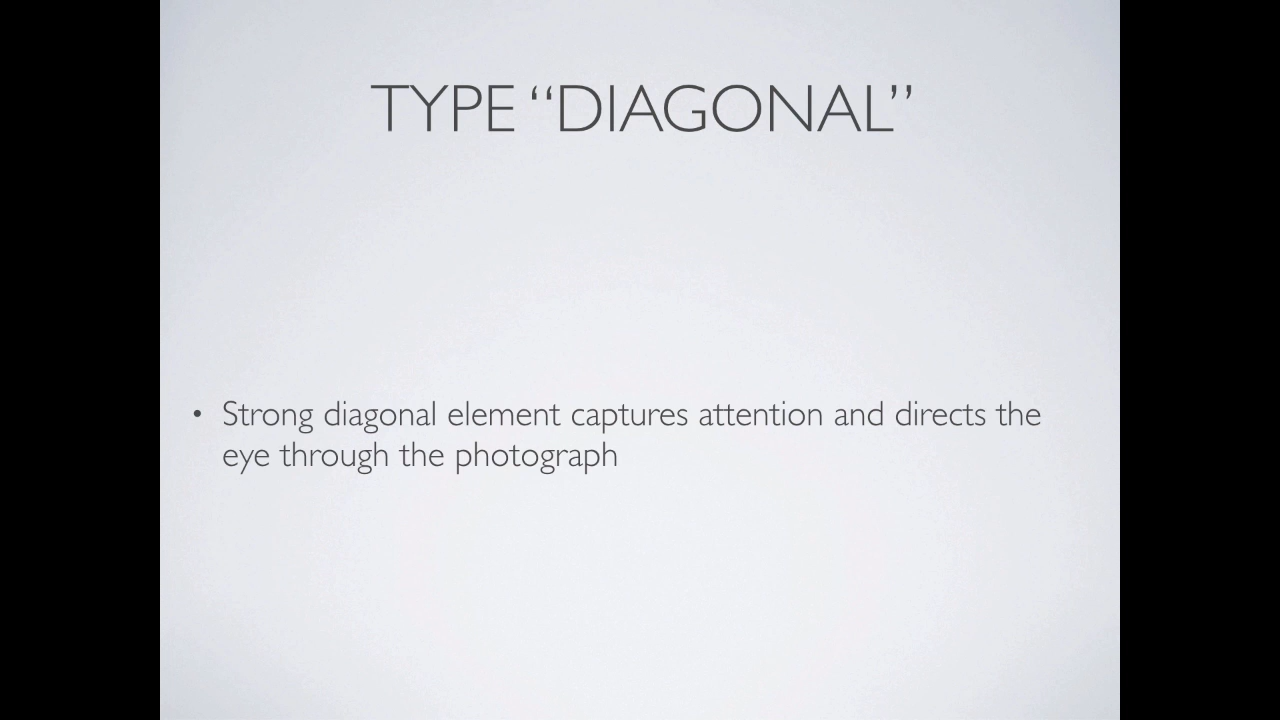 TYPE “DIAGONAL”
• Strong diagonal element captures attention and directs the
eye through the photograph